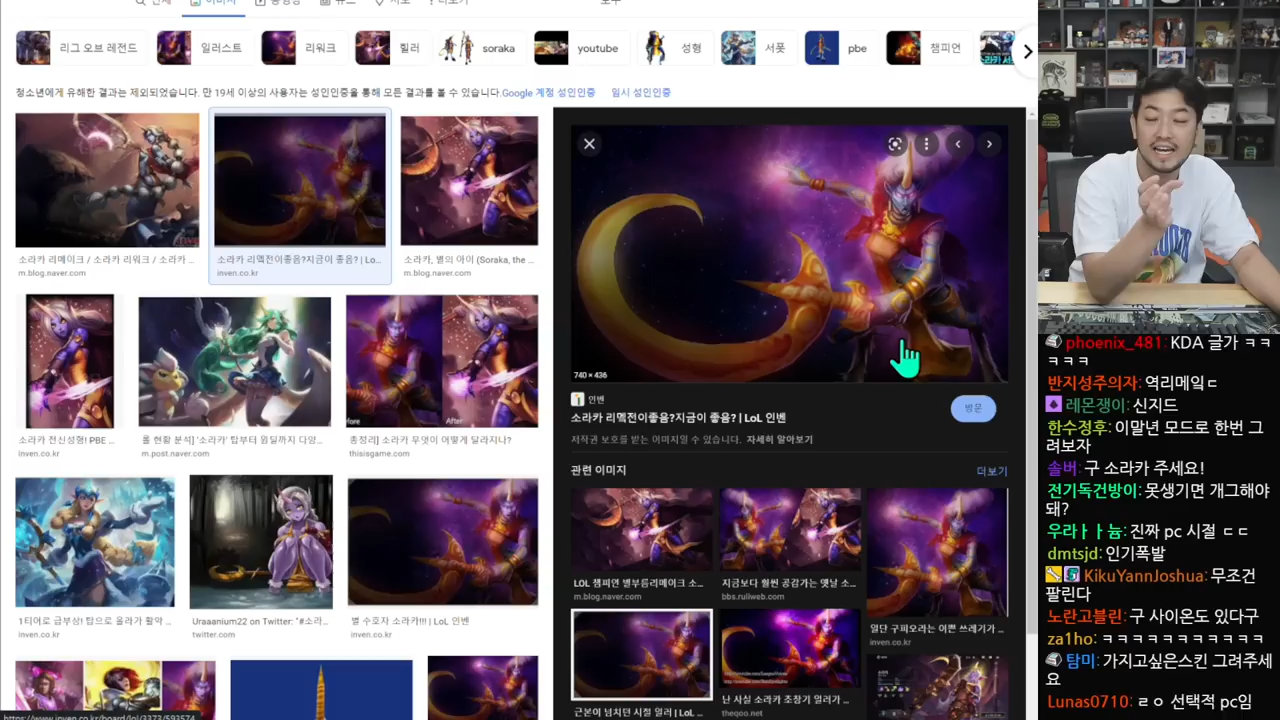 이미지
리그 오브 레전드
일러스트
리워크
힐러
soraka
youtube
성형
서폿
pbe
챔피언
청소년에게 유해한 결과는 제외되었습니다. 만 19세 이상의 사용자는 성인인증을 통해 모든 결과를 볼 수 있습니다.Google 계정 성인인증 임시 성인인증
소라카 리메이크 / 소라카 리워크 / 소라카 ...
m.blog.naver.com
소라카 리멕전이좋음?지금이 좋음? | Lo...
inven.co.kr
소라카, 별의 아이 (Soraka, the ...
m.blog.naver.com
소라카 전신성형! PBE ...
inven.co.kr
롤 현황 분석] '소라카' 탑부터 원딜까지 다양...
m.post.naver.com
After
총정리] 소라카 무엇이 어떻게 달라지나?
thisisgame.com
1티어로 급부상! 탑으로 올라가 활약 ...
inven.co.kr
Uraaanium22 on Twitter: "#소라...
twitter.com
별 수호자 소라카!!! | LoL 인벤
inven.co.kr
740 × 436
인벤
소라카 리멕전이좋음?지금이 좋음? | LoL 인벤
방문
저작권 보호를 받는 이미지일 수 있습니다. 자세히 알아보기
관련 이미지
더보기
LOL 챔피언 별부름리메이크 소...
m.blog.naver.com
지금보다 훨씬 공감가는 옛날 소...
bbs.ruliweb.com
일단 구피오라는 이쁜 쓰레기가 ...
inven.co.kr
근본이 넘치던 시절 일러 | LoL ...
난 사실 소라카 초창기 일러가 ...
theqoo.net
https://www.inven.co.kr/board/lol/3373/593574
phoenix_481: KDA 글가 ㅋㅋ
ㅋㅋㅋㅋ
반지성주의자: 역리메잌ㄷ
레몬쟁이: 신지드
한수정후: 이말년 모드로 한번 그
려보자
솔버: 구 소라카 주세요!
전기독건방이: 못생기면 개그해야
돼?
우라ㅏㅏ늄: 진짜 pc 시절 ㄷㄷ
dmtsjd: 인기폭발
KikuYannJoshua: 무조건
팔린다
노란고블린: 구 사이온도 있다구
za1ho: ㅋㅋㅋㅋㅋㅋㅋㅋㅋㅋㅋ
탐미: 가지고싶은스킨 그려주세
요
Lunas0710: ㄹㅇ 선택적 pc임